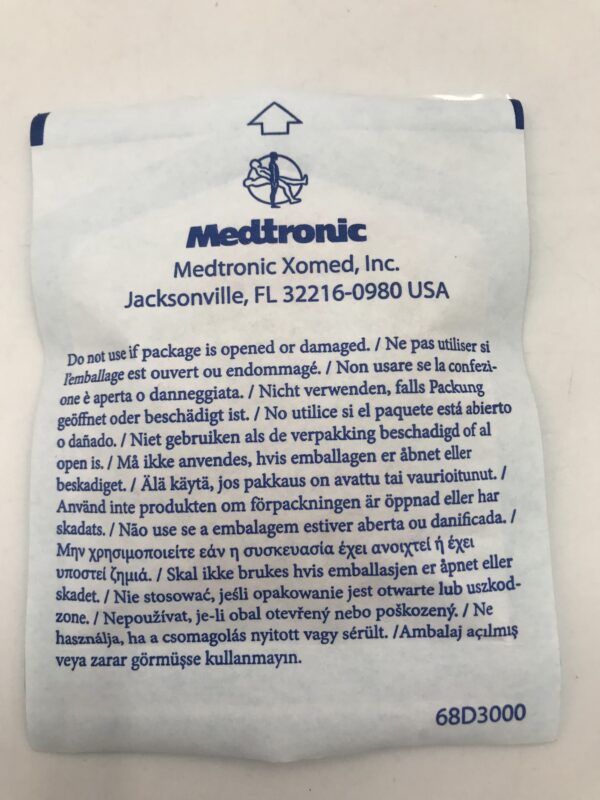 Medtronic
Medtronic Xomed, Inc.
Jacksonville, FL 32216-0980 USA
Do not use if package is opened or damaged. / Ne pas utiliser si
l'emballage est ouvert ou endommagé. / Non usare se la confezi-
one è aperta o danneggiata. / Nicht verwenden, falls Packung
geöffnet oder beschädigt ist. / No utilice si el paquete está abierto
o dañado. / Niet gebruiken als de verpakking beschadigd of al
open is. / Må ikke anvendes, hvis emballagen er åbnet eller
beskadiget. / Älä käytä, jos pakkaus on avattu tai vaurioitunut. /
Använd inte produkten om förpackningen är öppnad eller har
skadats. / Não use se a embalagem estiver aberta ou danificada. /
Μην χρησιμοποιείτε εάν η συσκευασία έχει ανοιχτεί ή έχει
υποστεί ζημιά. / Skal ikke brukes hvis emballasjen er åpnet eller
skadet. / Nie stosować, jeśli opakowanie jest otwarte lub uszkod-
zone. / Nepoužívat, je-li obal otevřený nebo poškozený. / Ne
használja, ha a csomagolás nyitott vagy sérült. /Ambalaj açılmış
veya zarar görmüşse kullanmayın.
68D3000